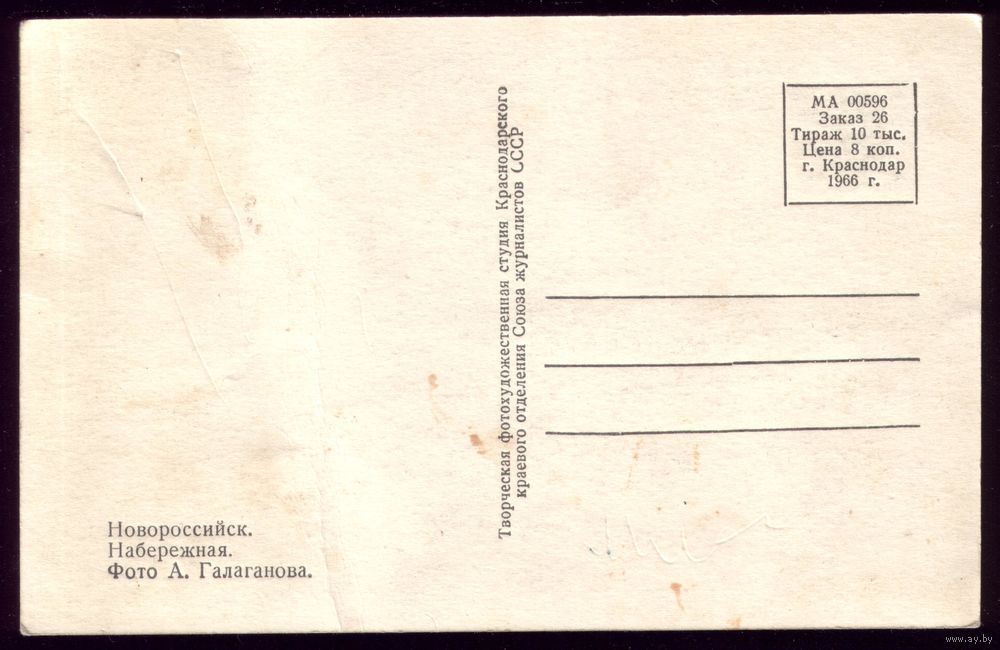 МА 00596
Заказ 26
Тираж 10 тыс.
Цена 8 коп.
г. Краснодар
1966 г.
Творческая фотохудожественная студия Краснодарского
краевого отделения Союза журналистов СССР
Новороссийск.
Набережная.
Фото А. Галаганова.
www.ay.by